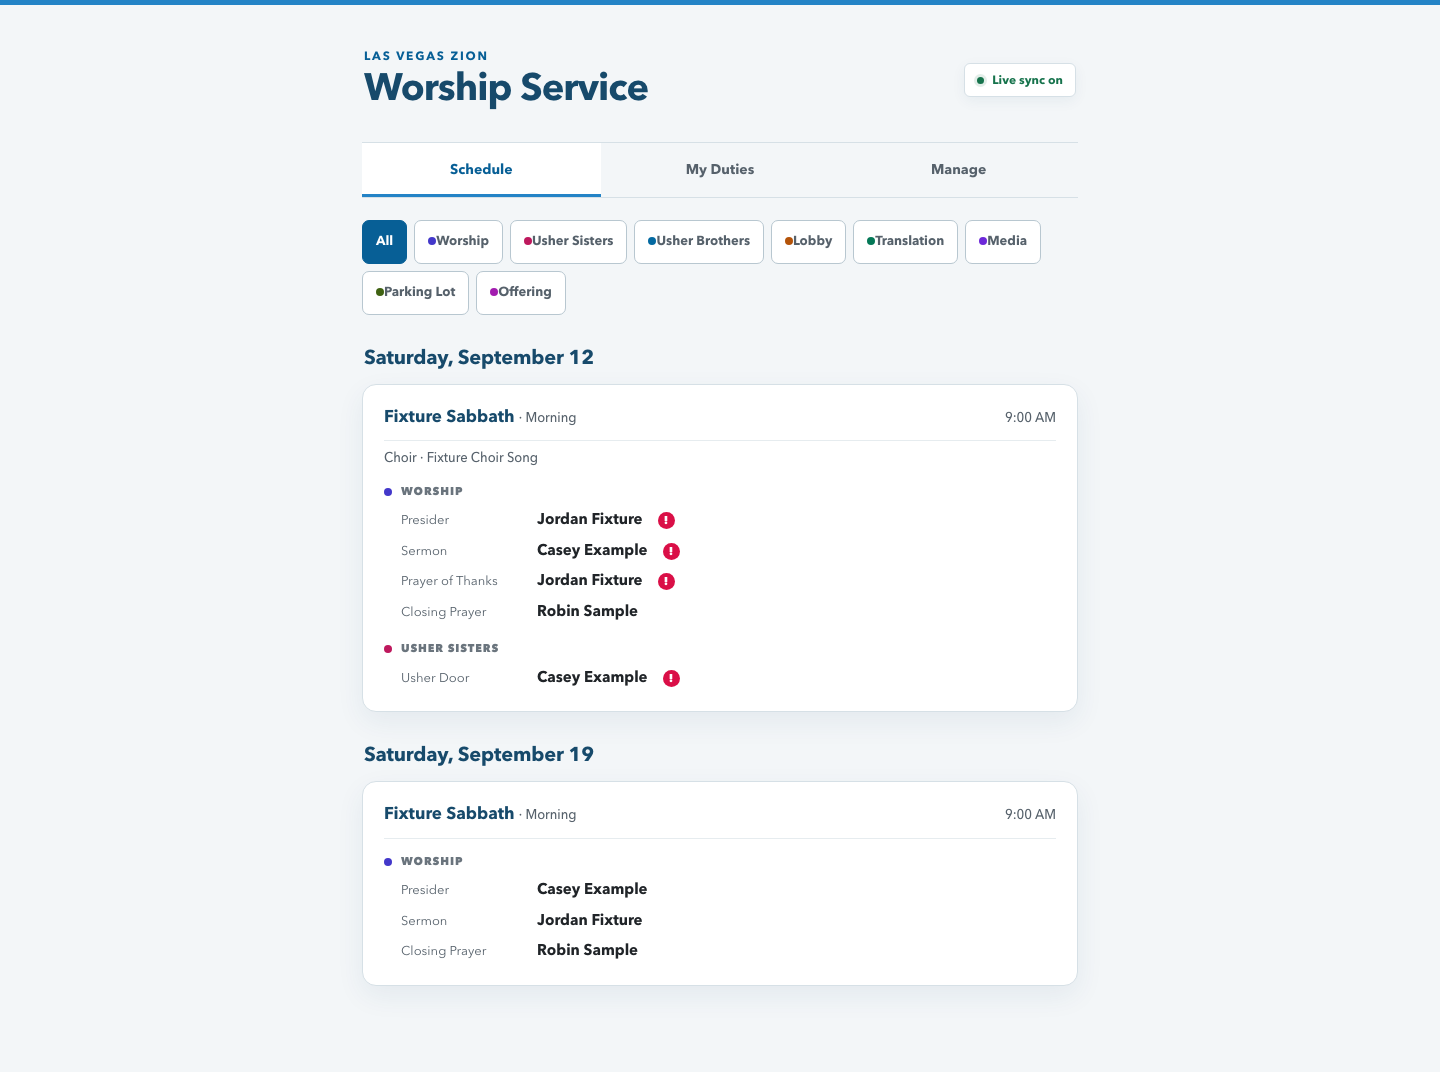 LAS VEGAS ZION
Worship Service
Live sync on
Schedule My Duties Manage
All Worship Usher Sisters Usher Brothers Lobby Translation Media
Parking Lot Offering
Saturday, September 12
Fixture Sabbath · Morning 9:00 AM
Choir · Fixture Choir Song
WORSHIP
Presider Jordan Fixture !
Sermon Casey Example !
Prayer of Thanks Jordan Fixture !
Closing Prayer Robin Sample
USHER SISTERS
Usher Door Casey Example !
Saturday, September 19
Fixture Sabbath · Morning 9:00 AM
WORSHIP
Presider Casey Example
Sermon Jordan Fixture
Closing Prayer Robin Sample